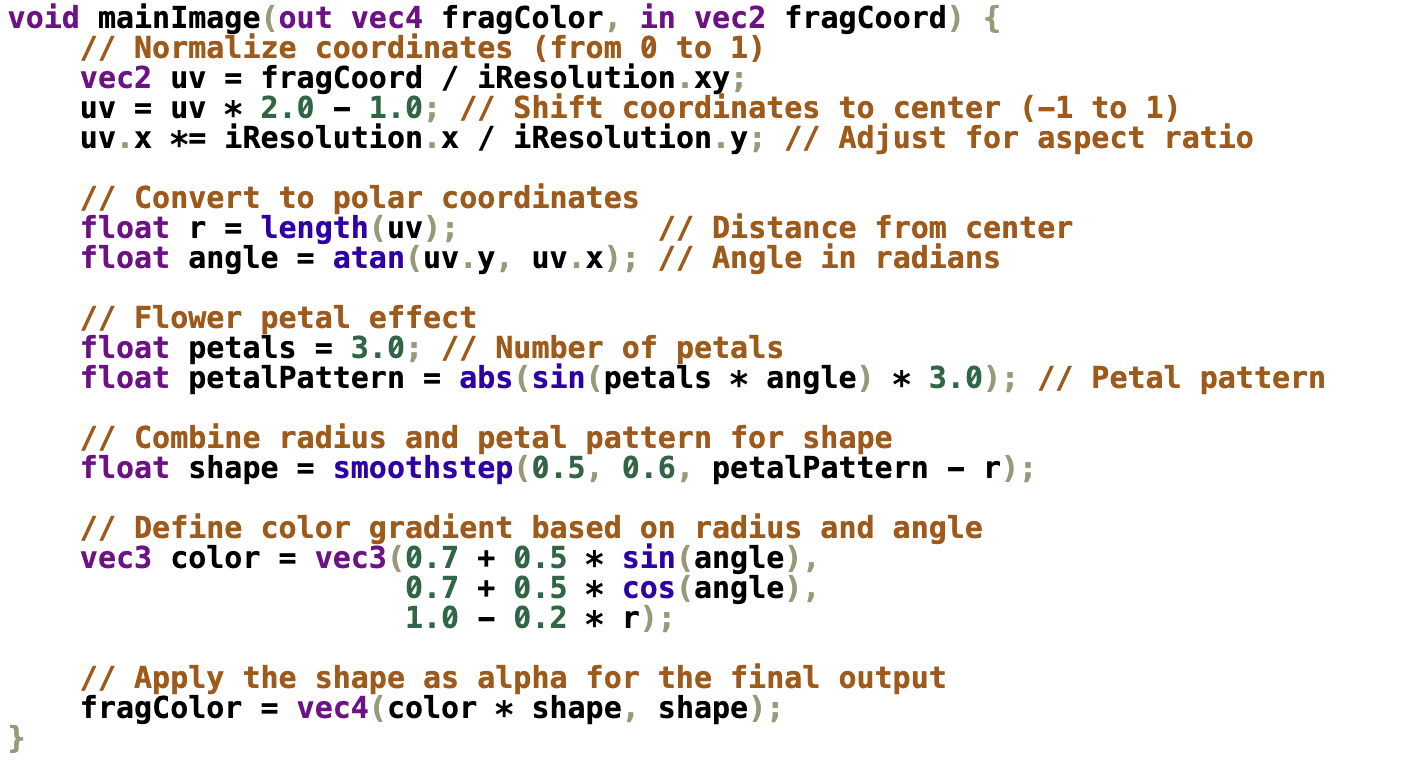 void mainImage(out vec4 fragColor, in vec2 fragCoord) {
    // Normalize coordinates (from 0 to 1)
    vec2 uv = fragCoord / iResolution.xy;
    uv = uv * 2.0 - 1.0; // Shift coordinates to center (-1 to 1)
    uv.x *= iResolution.x / iResolution.y; // Adjust for aspect ratio

    // Convert to polar coordinates
    float r = length(uv);           // Distance from center
    float angle = atan(uv.y, uv.x); // Angle in radians

    // Flower petal effect
    float petals = 3.0; // Number of petals
    float petalPattern = abs(sin(petals * angle) * 3.0); // Petal pattern

    // Combine radius and petal pattern for shape
    float shape = smoothstep(0.5, 0.6, petalPattern - r);

    // Define color gradient based on radius and angle
    vec3 color = vec3(0.7 + 0.5 * sin(angle),
                      0.7 + 0.5 * cos(angle),
                      1.0 - 0.2 * r);

    // Apply the shape as alpha for the final output
    fragColor = vec4(color * shape, shape);
}